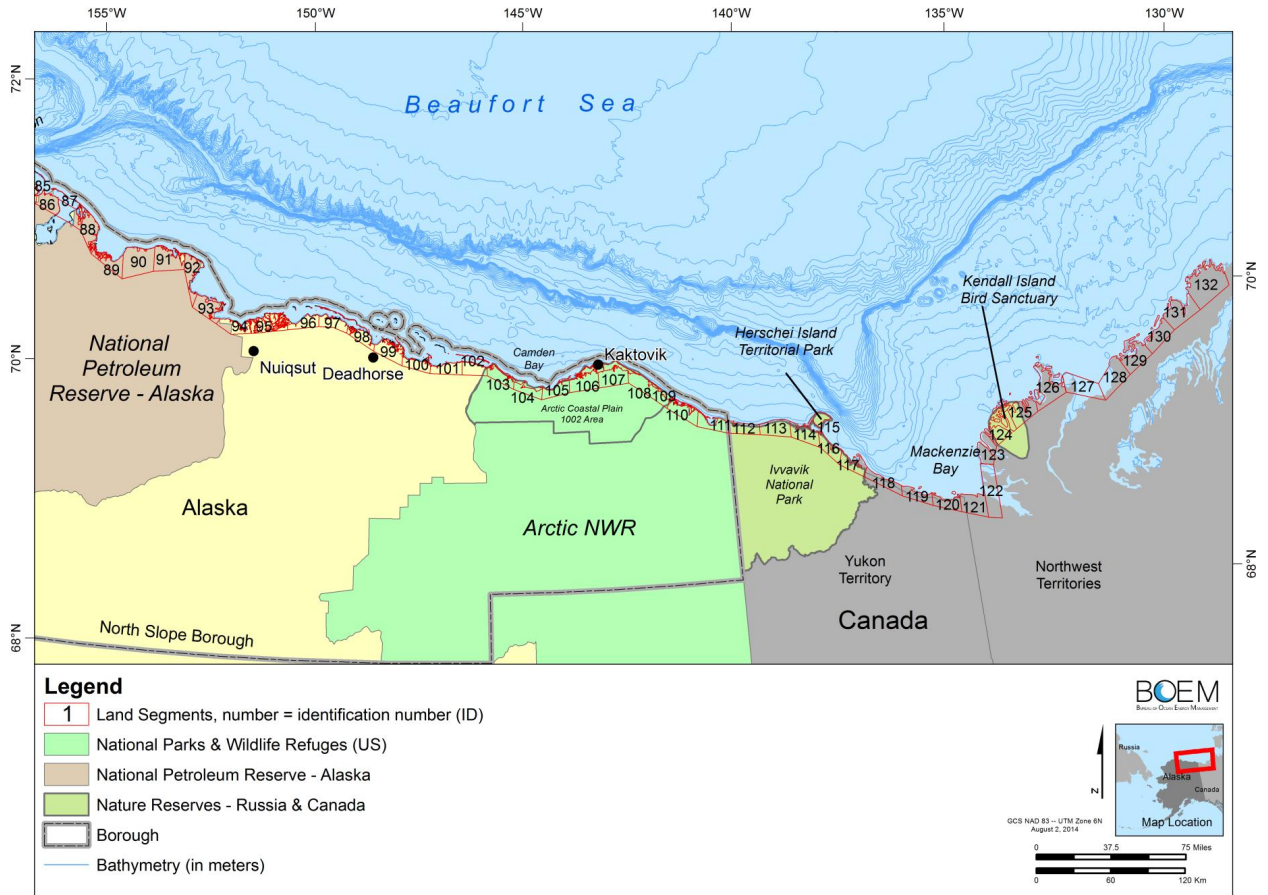 155°W
150°W
145°W
140°W
135°W
130°W
72°N
70°N
68°N
70°N
68°N
Beaufort Sea
85
86
87
88
89
90
91
92
93
94
95
96
97
98
99
100
101
102
103
104
105
106
107
108
109
110
111
112
113
114
115
116
117
118
119
120
121
122
123
124
125
126
127
128
129
130
131
132
Kendall Island
Bird Sanctuary
Herschei Island
Territorial Park
Camden
Bay
Kaktovik
Nuiqsut
Deadhorse
National
Petroleum
Reserve - Alaska
Arctic Coastal Plain
1002 Area
Mackenzie
Bay
Ivvavik
National
Park
Alaska
Arctic NWR
Yukon
Territory
Northwest
Territories
Canada
North Slope Borough
Legend
1 Land Segments, number = identification number (ID)
National Parks & Wildlife Refuges (US)
National Petroleum Reserve - Alaska
Nature Reserves - Russia & Canada
Borough
Bathymetry (in meters)
BOEM
Bureau of Ocean Energy Management
Russia
Alaska
Canada
Map Location
N
GCS NAD 83 -- UTM Zone 6N
August 2, 2014
0 37.5 75 Miles
0 60 120 Km